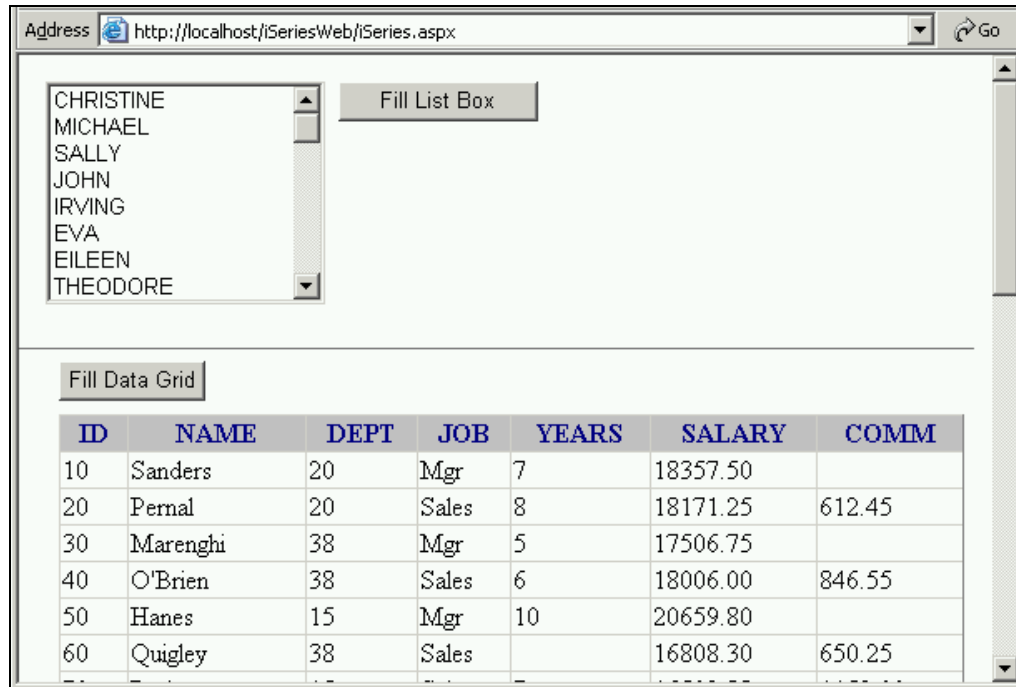 Address http://localhost/iSeriesWeb/iSeries.aspx Go
CHRISTINE
MICHAEL
SALLY
JOHN
IRVING
EVA
EILEEN
THEODORE
Fill List Box
Fill Data Grid
ID NAME DEPT JOB YEARS SALARY COMM
10 Sanders 20 Mgr 7 18357.50
20 Pernal 20 Sales 8 18171.25 612.45
30 Marenghi 38 Mgr 5 17506.75
40 O'Brien 38 Sales 6 18006.00 846.55
50 Hanes 15 Mgr 10 20659.80
60 Quigley 38 Sales 16808.30 650.25